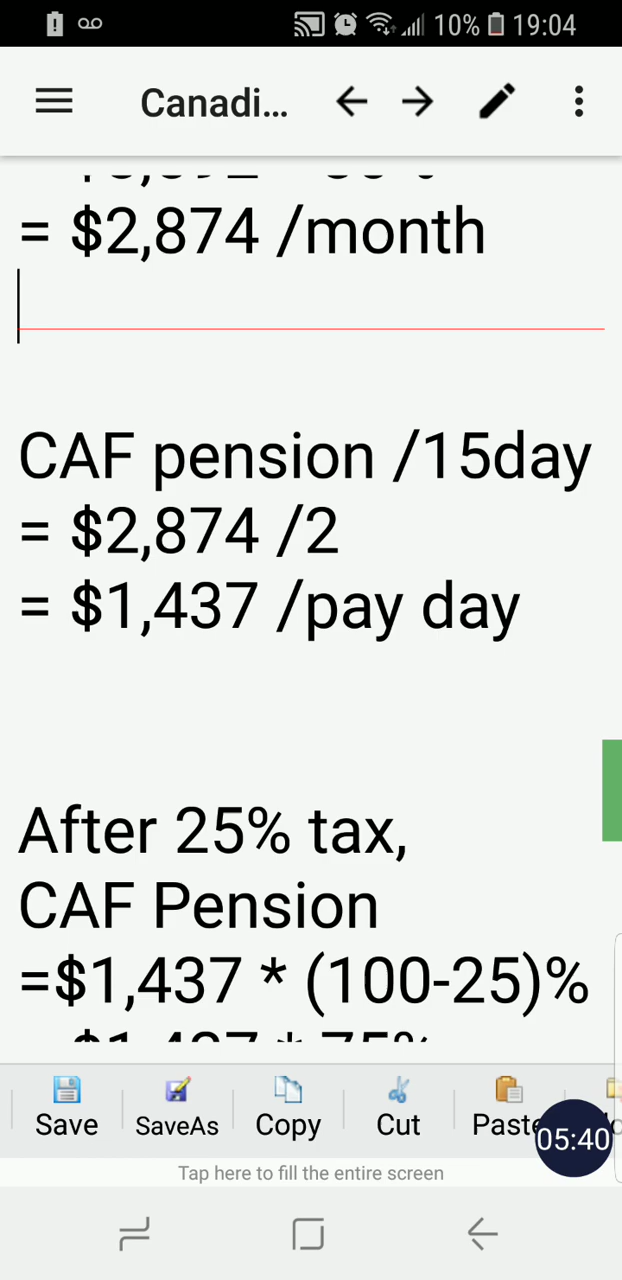 10% 19:04
Canadi...
= $2,874 /month
CAF pension /15day
= $2,874 /2
= $1,437 /pay day
After 25% tax,
CAF Pension
=$1,437 * (100-25)%
Save SaveAs Copy Cut Paste
05:40
Tap here to fill the entire screen